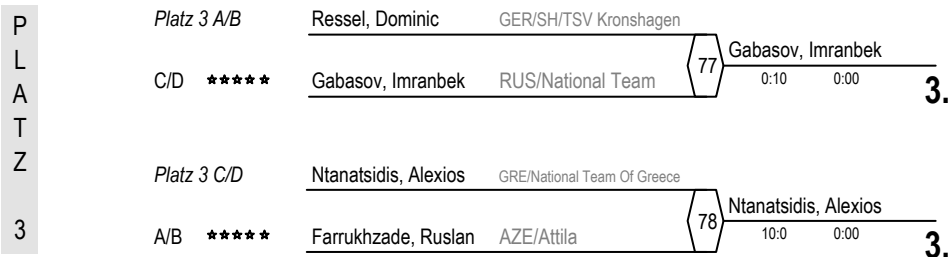 PLATZ 3
Platz 3 A/B Ressel, Dominic GER/SH/TSV Kronshagen
77 Gabasov, Imranbek
C/D ***** Gabasov, Imranbek RUS/National Team 0:10 0:00 3.
Platz 3 C/D Ntanatsidis, Alexios GRE/National Team Of Greece
78 Ntanatsidis, Alexios
A/B ***** Farrukhzade, Ruslan AZE/Attila 10:0 0:00 3.